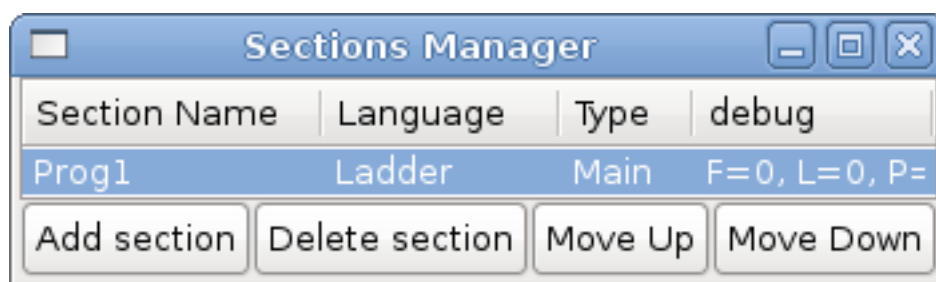 Sections Manager
Section Name Language Type debug
Prog1 Ladder Main F=0, L=0, P=
Add section Delete section Move Up Move Down